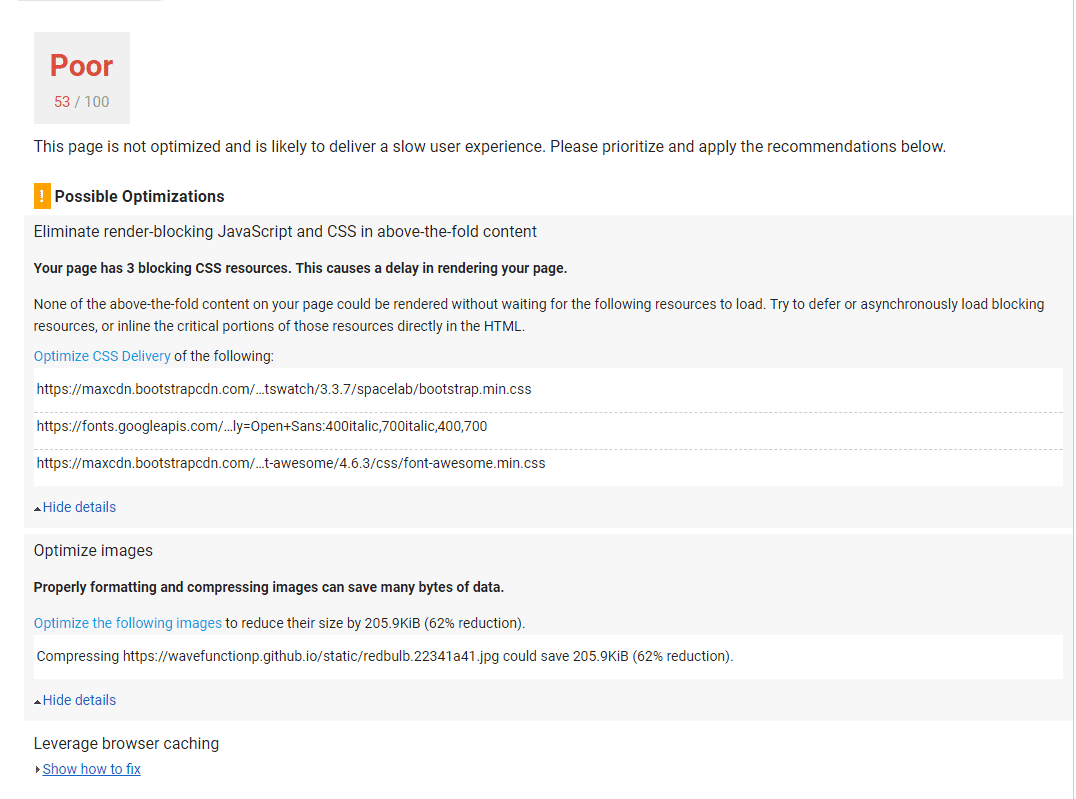 Poor
53 / 100
This page is not optimized and is likely to deliver a slow user experience. Please prioritize and apply the recommendations below.
! Possible Optimizations
Eliminate render-blocking JavaScript and CSS in above-the-fold content
Your page has 3 blocking CSS resources. This causes a delay in rendering your page.
None of the above-the-fold content on your page could be rendered without waiting for the following resources to load. Try to defer or asynchronously load blocking
resources, or inline the critical portions of those resources directly in the HTML.
Optimize CSS Delivery of the following:
https://maxcdn.bootstrapcdn.com/…tswatch/3.3.7/spacelab/bootstrap.min.css
https://fonts.googleapis.com/…ly=Open+Sans:400italic,700italic,400,700
https://maxcdn.bootstrapcdn.com/…t-awesome/4.6.3/css/font-awesome.min.css
Hide details
Optimize images
Properly formatting and compressing images can save many bytes of data.
Optimize the following images to reduce their size by 205.9KiB (62% reduction).
Compressing https://wavefunctionp.github.io/static/redbulb.22341a41.jpg could save 205.9KiB (62% reduction).
Hide details
Leverage browser caching
Show how to fix